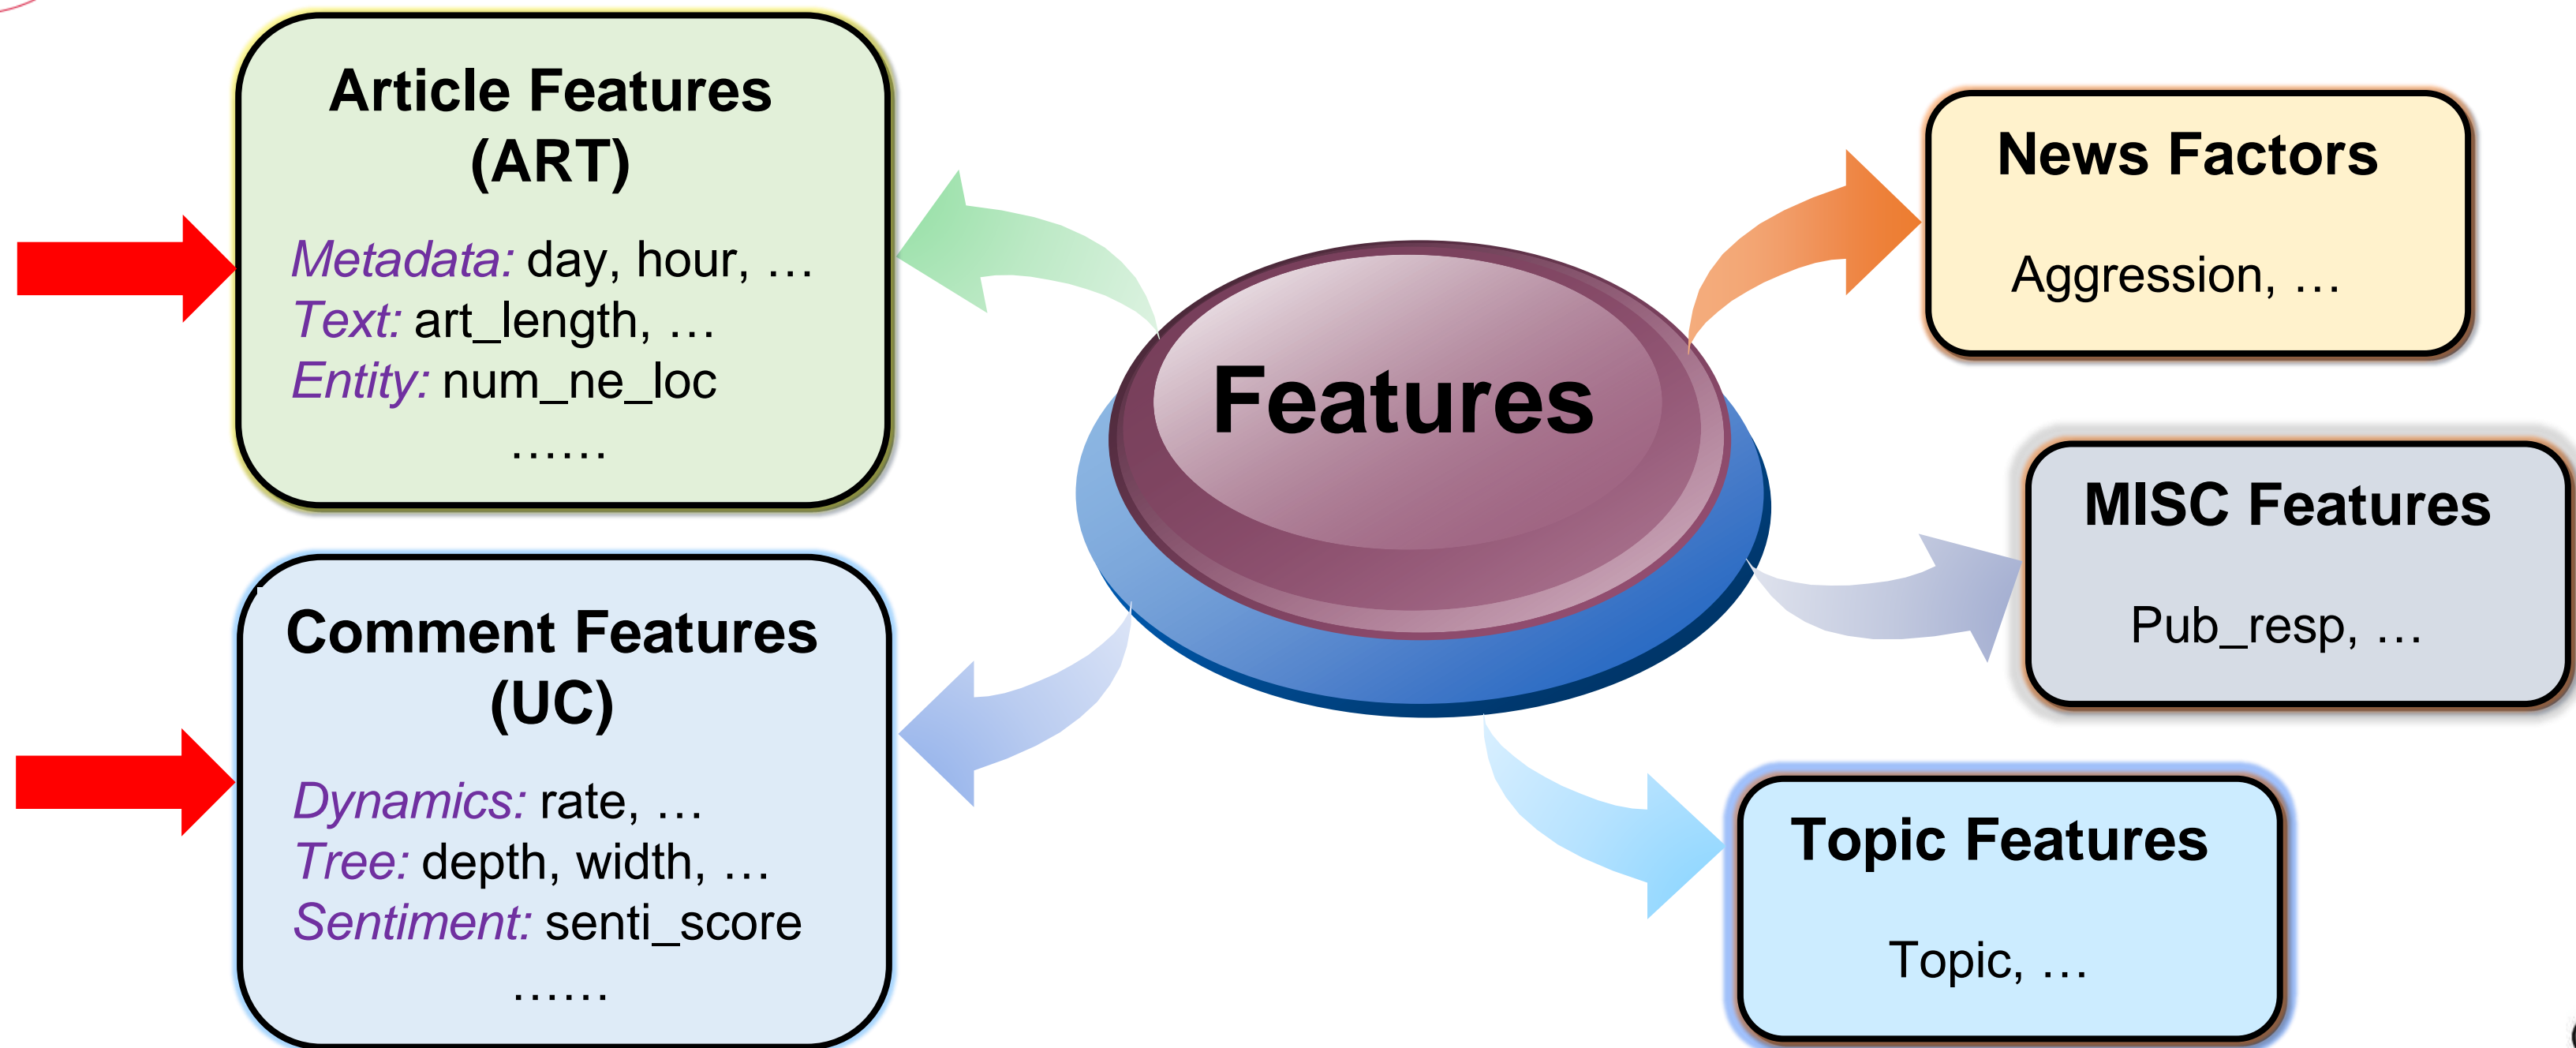 Article Features
(ART)
Metadata: day, hour, …
Text: art_length, …
Entity: num_ne_loc
……
Comment Features
(UC)
Dynamics: rate, …
Tree: depth, width, …
Sentiment: senti_score
……
Features
News Factors
Aggression, …
MISC Features
Pub_resp, …
Topic Features
Topic, …